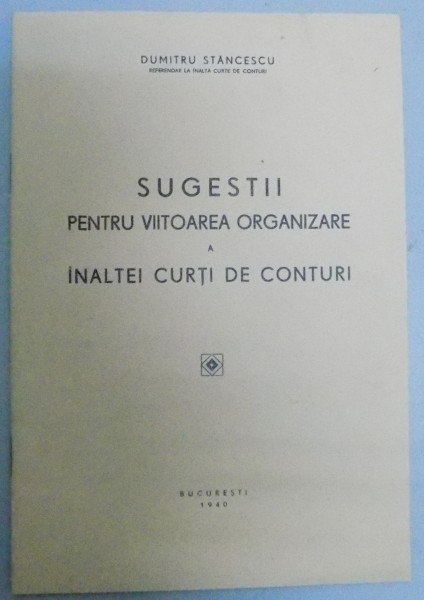 DUMITRU STĂNCESCU
REFERENDAR LA ÎNALTA CURTE DE CONTURI
SUGESTII
PENTRU VIITOAREA ORGANIZARE
A
ÎNALTEI CURȚI DE CONTURI
BUCUREȘTI
1940